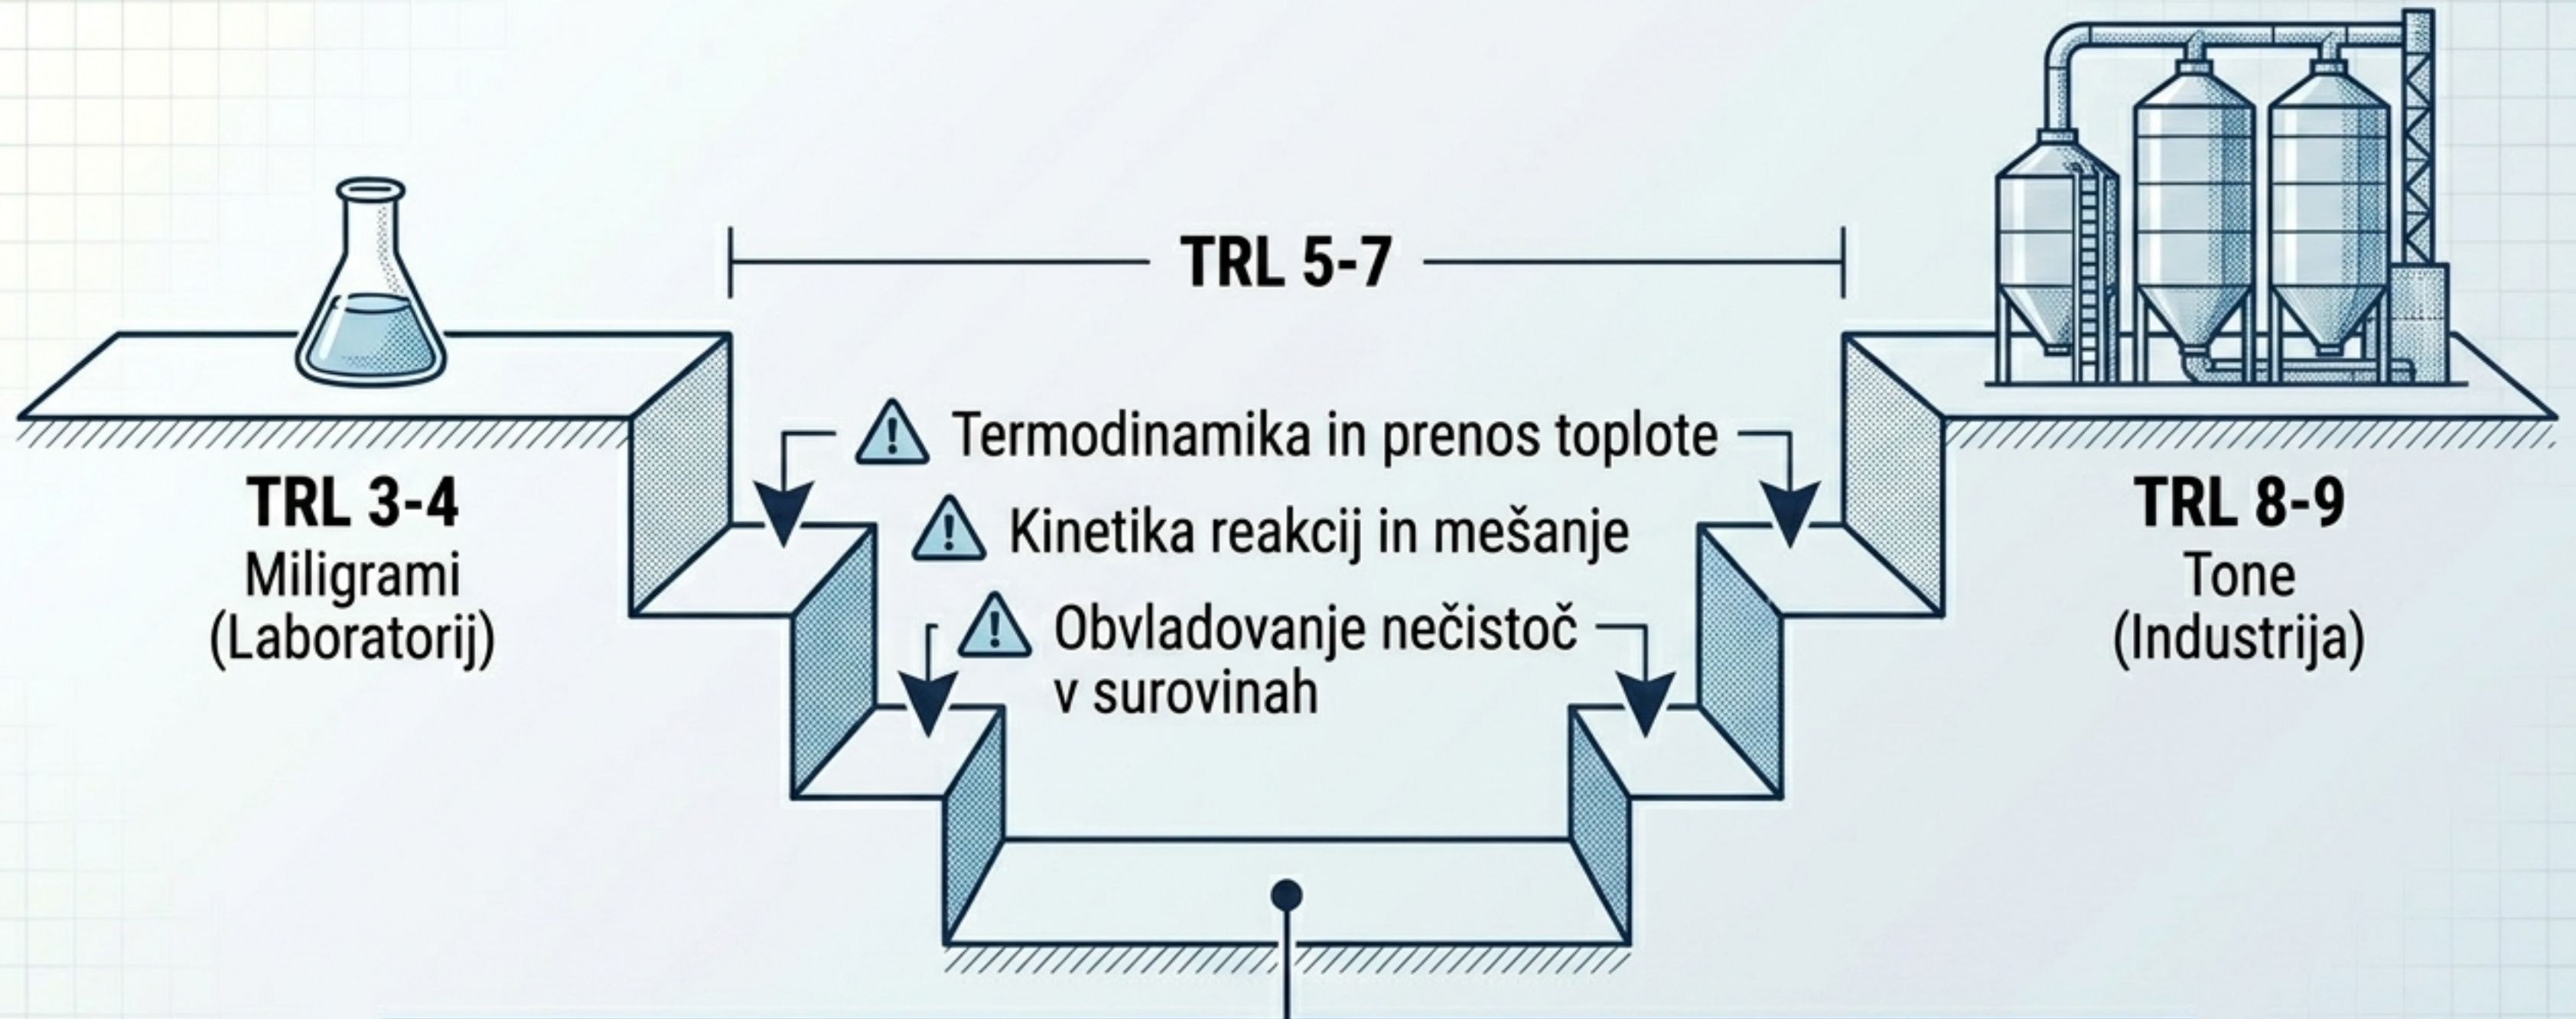 TRL 5-7
TRL 3-4
Miligrami
(Laboratorij)
Termodinamika in prenos toplote
Kinetika reakcij in mešanje
Obvladovanje nečistoč
v surovinah
TRL 8-9
Tone
(Industrija)